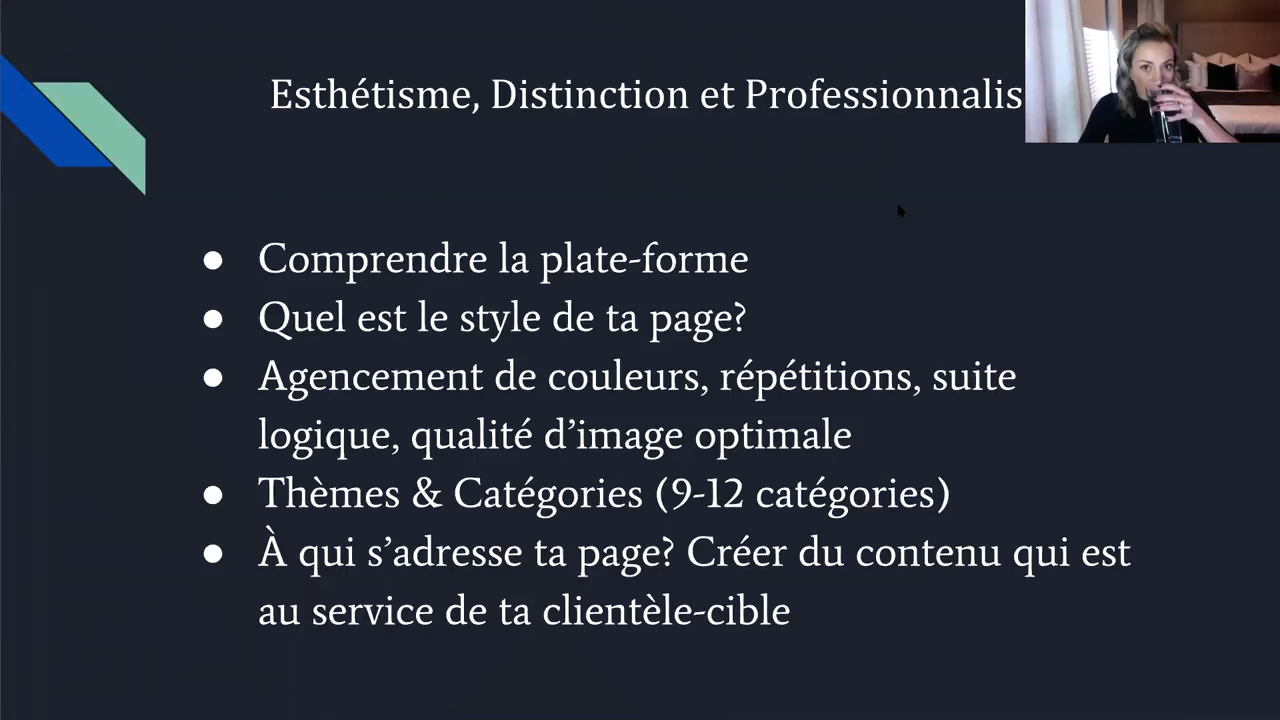 Esthétisme, Distinction et Professionnalis
● Comprendre la plate-forme
● Quel est le style de ta page?
● Agencement de couleurs, répétitions, suite
logique, qualité d’image optimale
● Thèmes & Catégories (9-12 catégories)
● À qui s’adresse ta page? Créer du contenu qui est
au service de ta clientèle-cible